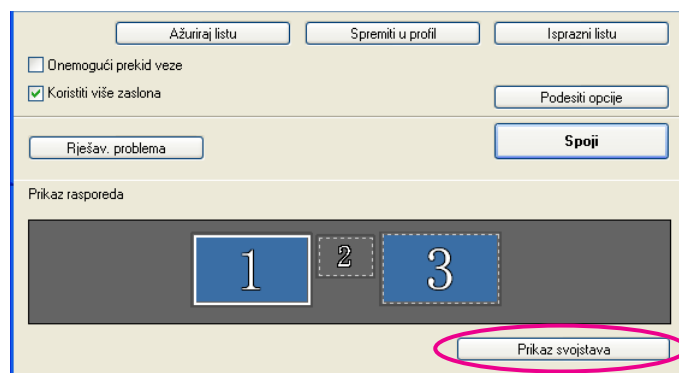 Ažuriraj listu Spremiti u profil Isprazni listu
Onemogući prekid veze
Koristiti više zaslona
Podesiti opcije
Rješav. problema
Spoji
Prikaz rasporeda
1 2 3
Prikaz svojstava